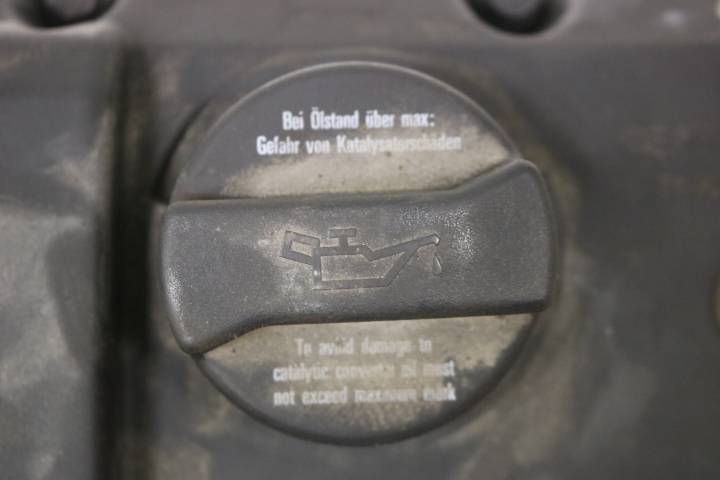 Bei Ölstand über max:
Gefahr von Katalysatorschäden
To avoid damage to
catalytic converter oil must
not exceed maximum mark